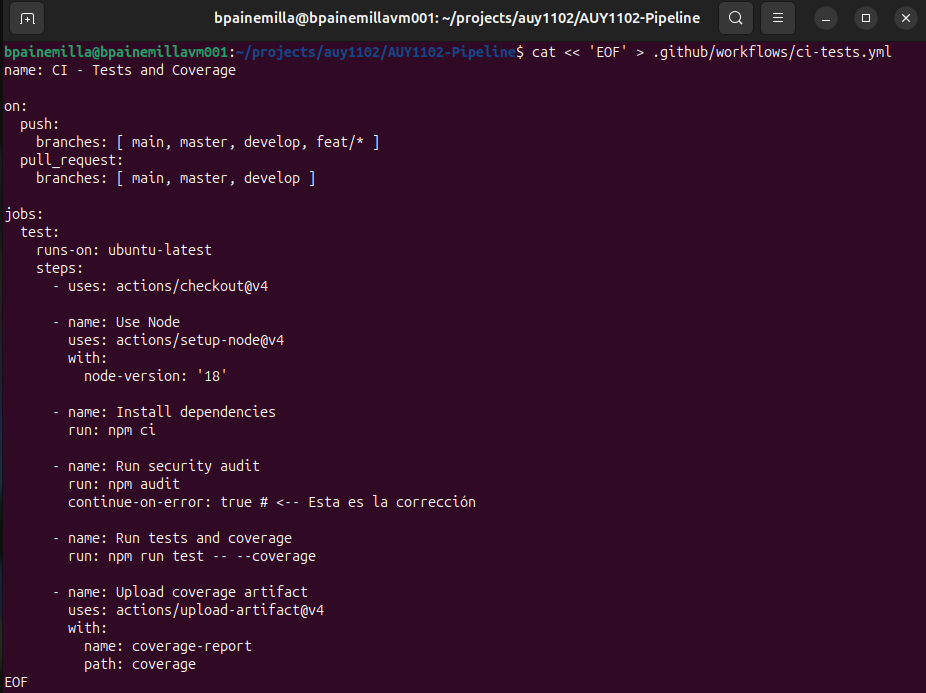 bpainemilla@bpainemillavm001: ~/projects/auy1102/AUY1102-Pipeline
bpainemilla@bpainemillavm001:~/projects/auy1102/AUY1102-Pipeline$ cat << 'EOF' > .github/workflows/ci-tests.yml
name: CI - Tests and Coverage

on:
  push:
    branches: [ main, master, develop, feat/* ]
  pull_request:
    branches: [ main, master, develop ]

jobs:
  test:
    runs-on: ubuntu-latest
    steps:
      - uses: actions/checkout@v4

      - name: Use Node
        uses: actions/setup-node@v4
        with:
          node-version: '18'

      - name: Install dependencies
        run: npm ci

      - name: Run security audit
        run: npm audit
        continue-on-error: true # <-- Esta es la corrección

      - name: Run tests and coverage
        run: npm run test -- --coverage

      - name: Upload coverage artifact
        uses: actions/upload-artifact@v4
        with:
          name: coverage-report
          path: coverage
EOF